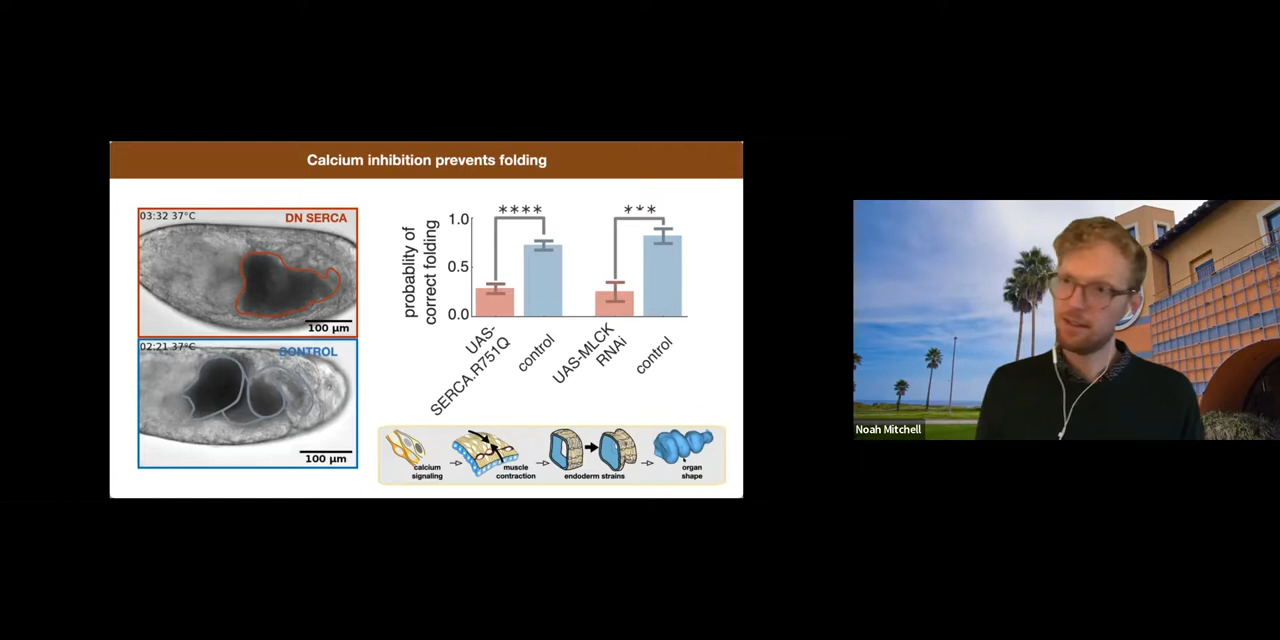 Calcium inhibition prevents folding
03:32 37°C
DN SERCA
100 µm
02:21 37°C
CONTROL
100 µm
probablity of
correct folding
1.0
0.5
0.0
****
***
UAS-
SERCA.R751Q
control
UAS-MLCK
RNAi
control
calcium
signaling
muscle
contraction
endoderm strains
organ
shape
Noah Mitchell